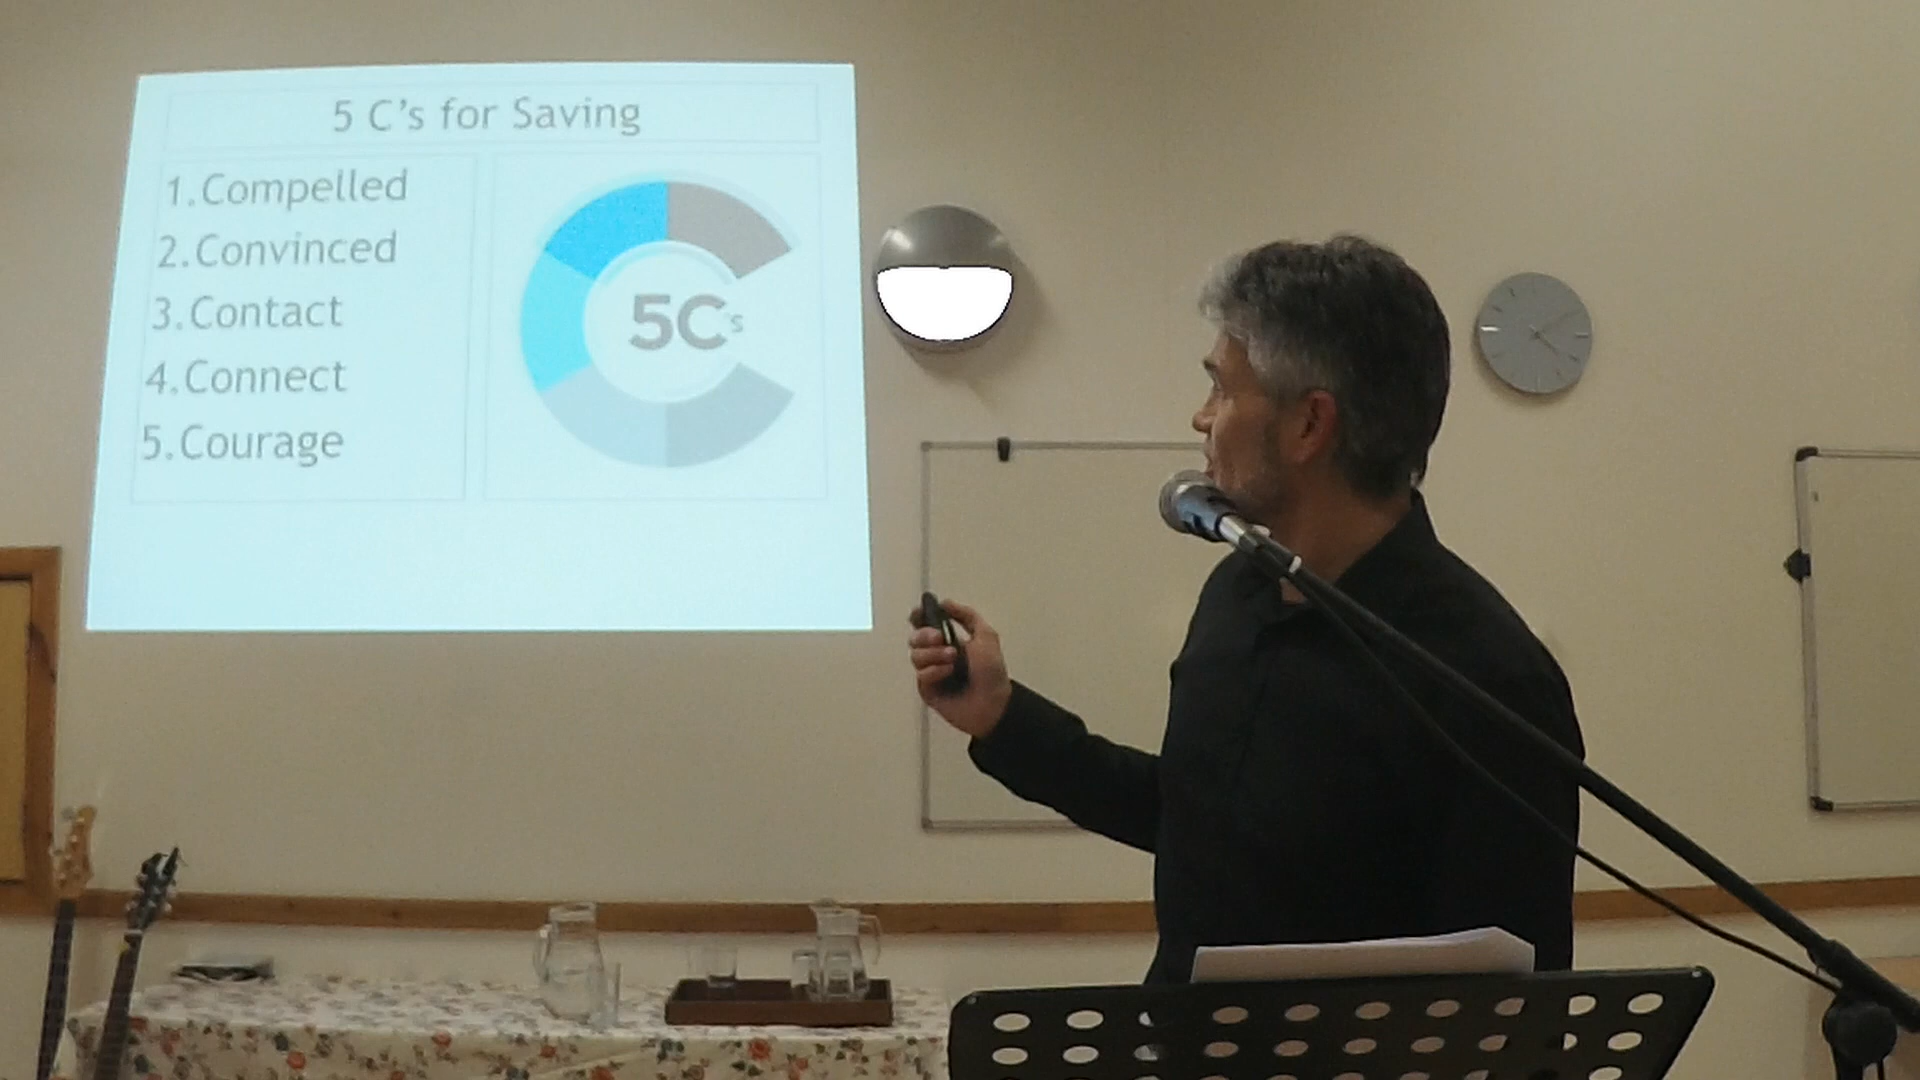 5 C's for Saving
1.Compelled
2.Convinced
3.Contact
4.Connect
5.Courage
5C's